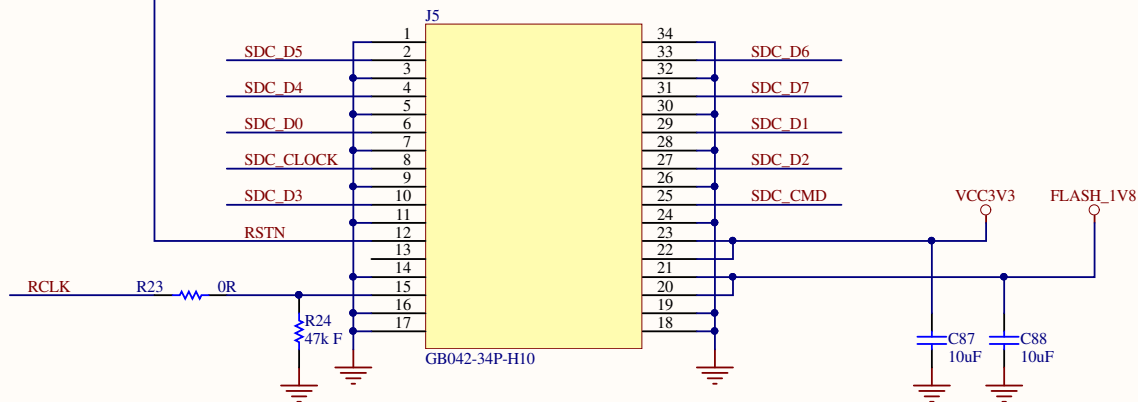 J5
1 34
SDC_D5 2 33 SDC_D6
3 32
SDC_D4 4 31 SDC_D7
5 30
SDC_D0 6 29 SDC_D1
7 28
SDC_CLOCK 8 27 SDC_D2
9 26
SDC_D3 10 25 SDC_CMD VCC3V3 FLASH_1V8
11 24
RSTN 12 23
13 22
14 21
RCLK R23 0R 15 20
16 19
R24 17 18
47k F C87 C88
GB042-34P-H10 10uF 10uF